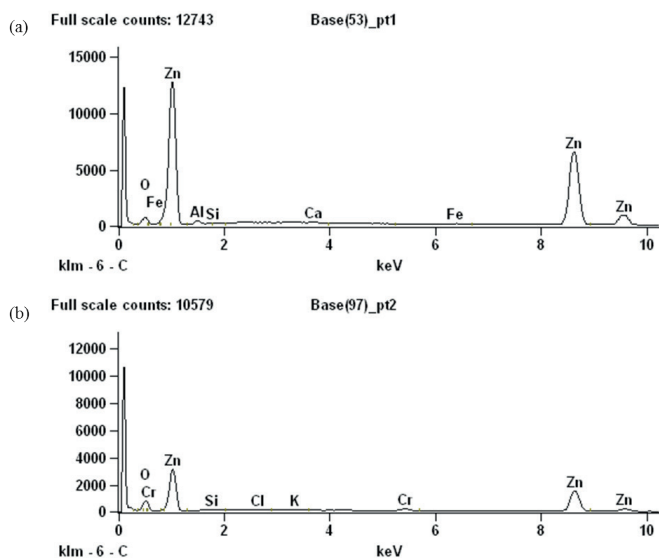 (a)
Full scale counts: 12743 Base(53)_pt1
15000
10000
5000
0
Zn
O
Fe
Al Si
Ca
Fe
Zn
Zn
0 2 4 6 8 10
klm - 6 - C keV
(b)
Full scale counts: 10579 Base(97)_pt2
12000
10000
8000
6000
4000
2000
0
O
Cr
Zn
Si
Cl
K
Cr
Zn
Zn
0 2 4 6 8 10
klm - 6 - C keV